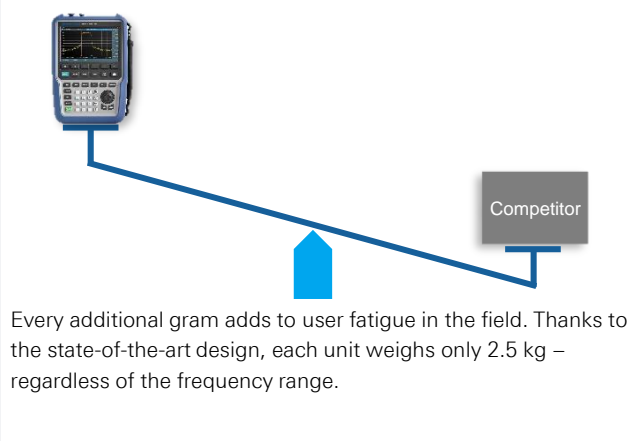 Competitor
Every additional gram adds to user fatigue in the field. Thanks to
the state-of-the-art design, each unit weighs only 2.5 kg –
regardless of the frequency range.